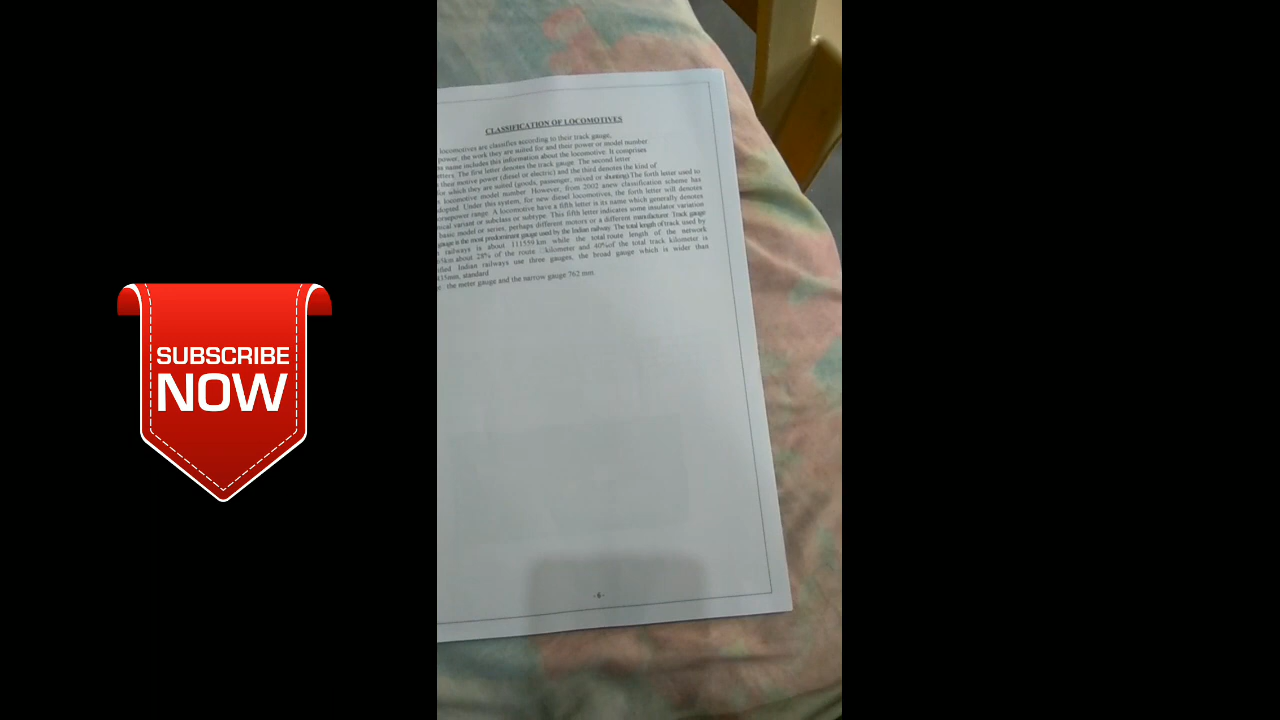 SUBSCRIBE
NOW
CLASSIFICATION OF LOCOMOTIVES
locomotives are classifies according to their track gauge,
power, the work they are suited for and their power or model number
name includes this information about the locomotive. It comprises
The first letter denotes the track gauge. The second letter
their motive power (diesel or electric) and the third denotes the kind of
for which they are suited (goods, passenger, mixed or shunting) The forth letter used to
locomotive model number. However, from 2002 anew classification scheme has
Under this system, for new diesel locomotives, the forth letter will denotes
range. A locomotive have a fifth letter is its name which generally denotes
variant or subclass or subtype. This fifth letter indicates some insulator variation
basic model or series, perhaps different motors or a different manufacturer. Track gauge
gauge is the most predominant gauge used by the Indian railway. The total length of track used by
railways is about 111599 km while the total route length of the network
about 28% of the route kilometer and 40%of the total track kilometer is
Indian railways use three gauges, the broad gauge which is wider than
standard
the meter gauge and the narrow gauge 762 mm.
- 6 -